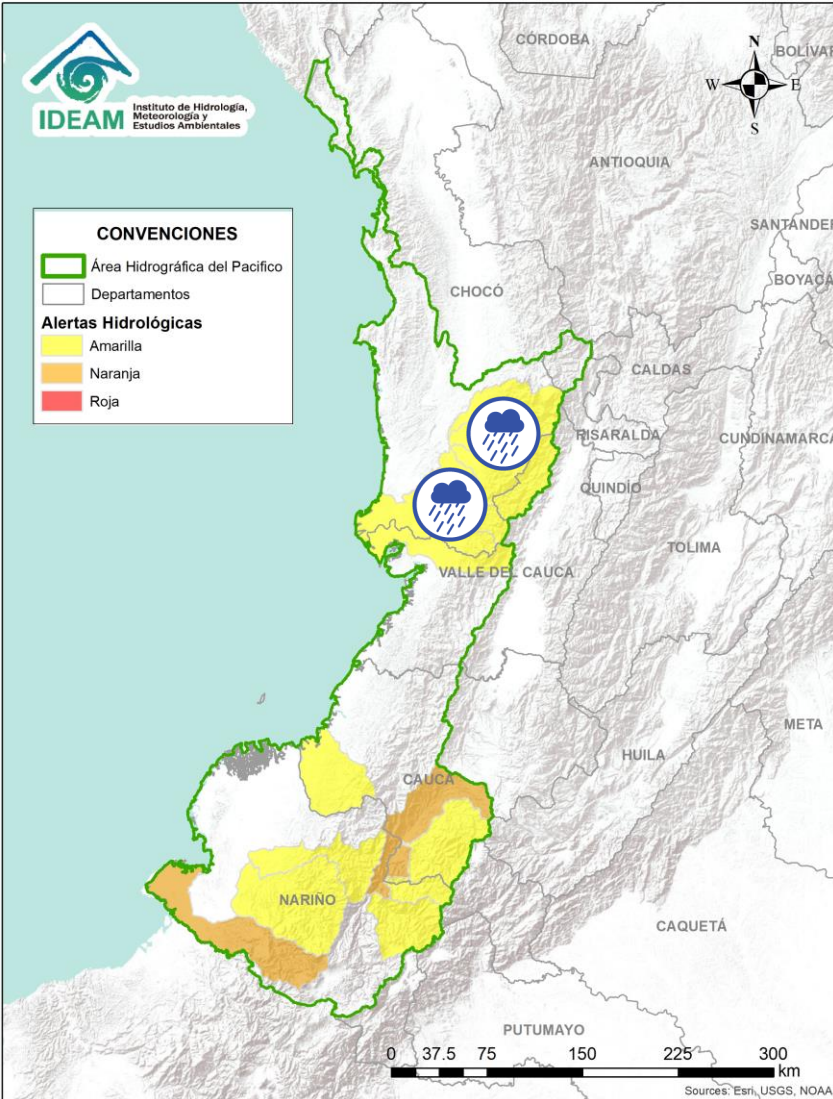 IDEAM
Instituto de Hidrología,
Meteorología y
Estudios Ambientales
CÓRDOBA
BOLÍVAR
N
W
E
S
ANTIOQUIA
SANTANDER
BOYACÁ
CONVENCIONES
Área Hidrográfica del Pacifico
Departamentos
Alertas Hidrológicas
Amarilla
Naranja
Roja
CHOCÓ
CALDAS
RISARALDA
CUNDINAMARCA
QUINDÍO
TOLIMA
VALLE DEL CAUCA
META
HUILA
CAUCA
NARIÑO
CAQUETÁ
PUTUMAYO
0 37.5 75 150 225 300
km
Sources: Esri, USGS, NOAA